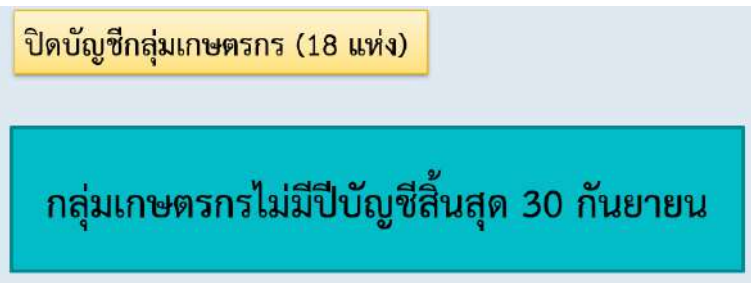 ปิดบัญชีกลุ่มเกษตรกร (18 แห่ง)
กลุ่มเกษตรกรไม่มีปีบัญชีสิ้นสุด 30 กันยายน